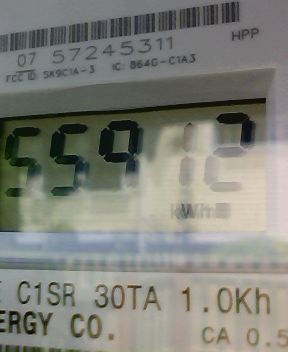 07 57245311
HPP
FCC ID: SK9C1A-3 IC: 864G-C1A3
55912
kWh
C1SR 30TA 1.0Kh
ERGY CO.
CA 0.5